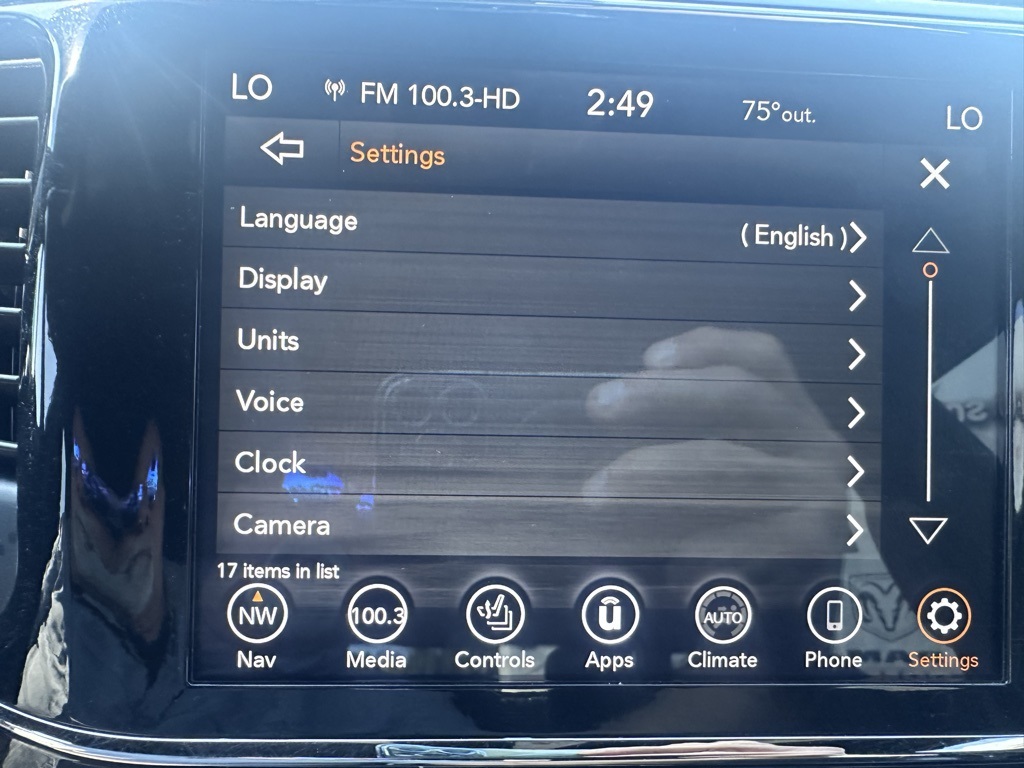 LO FM 100.3-HD 2:49 75° out. LO
Settings
Language ( English )
Display
Units
Voice
Clock
Camera
17 items in list
NW 100.3 u AUTO
Nav Media Controls Apps Climate Phone Settings